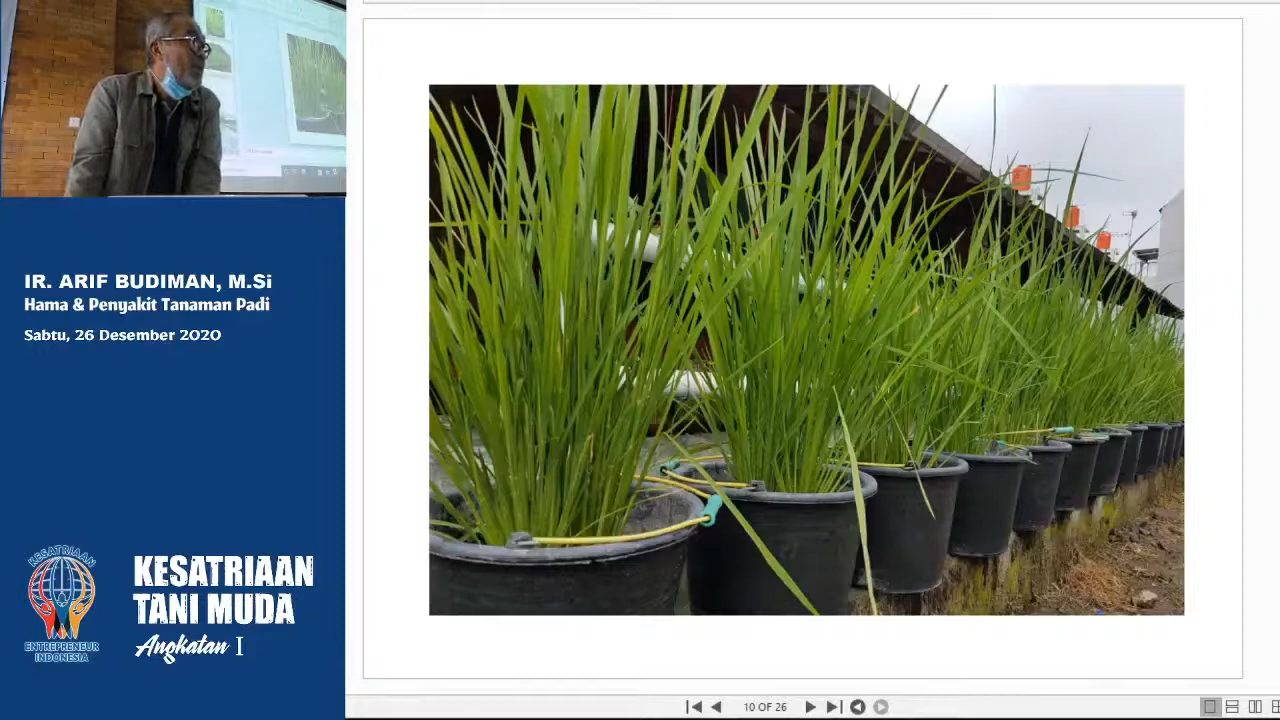 IR. ARIF BUDIMAN, M.Si
Hama & Penyakit Tanaman Padi
Sabtu, 26 Desember 2020
KESATRIAAN
ENTREPRENEUR
INDONESIA
KESATRIAAN
TANI MUDA
Angkatan I
10 OF 26